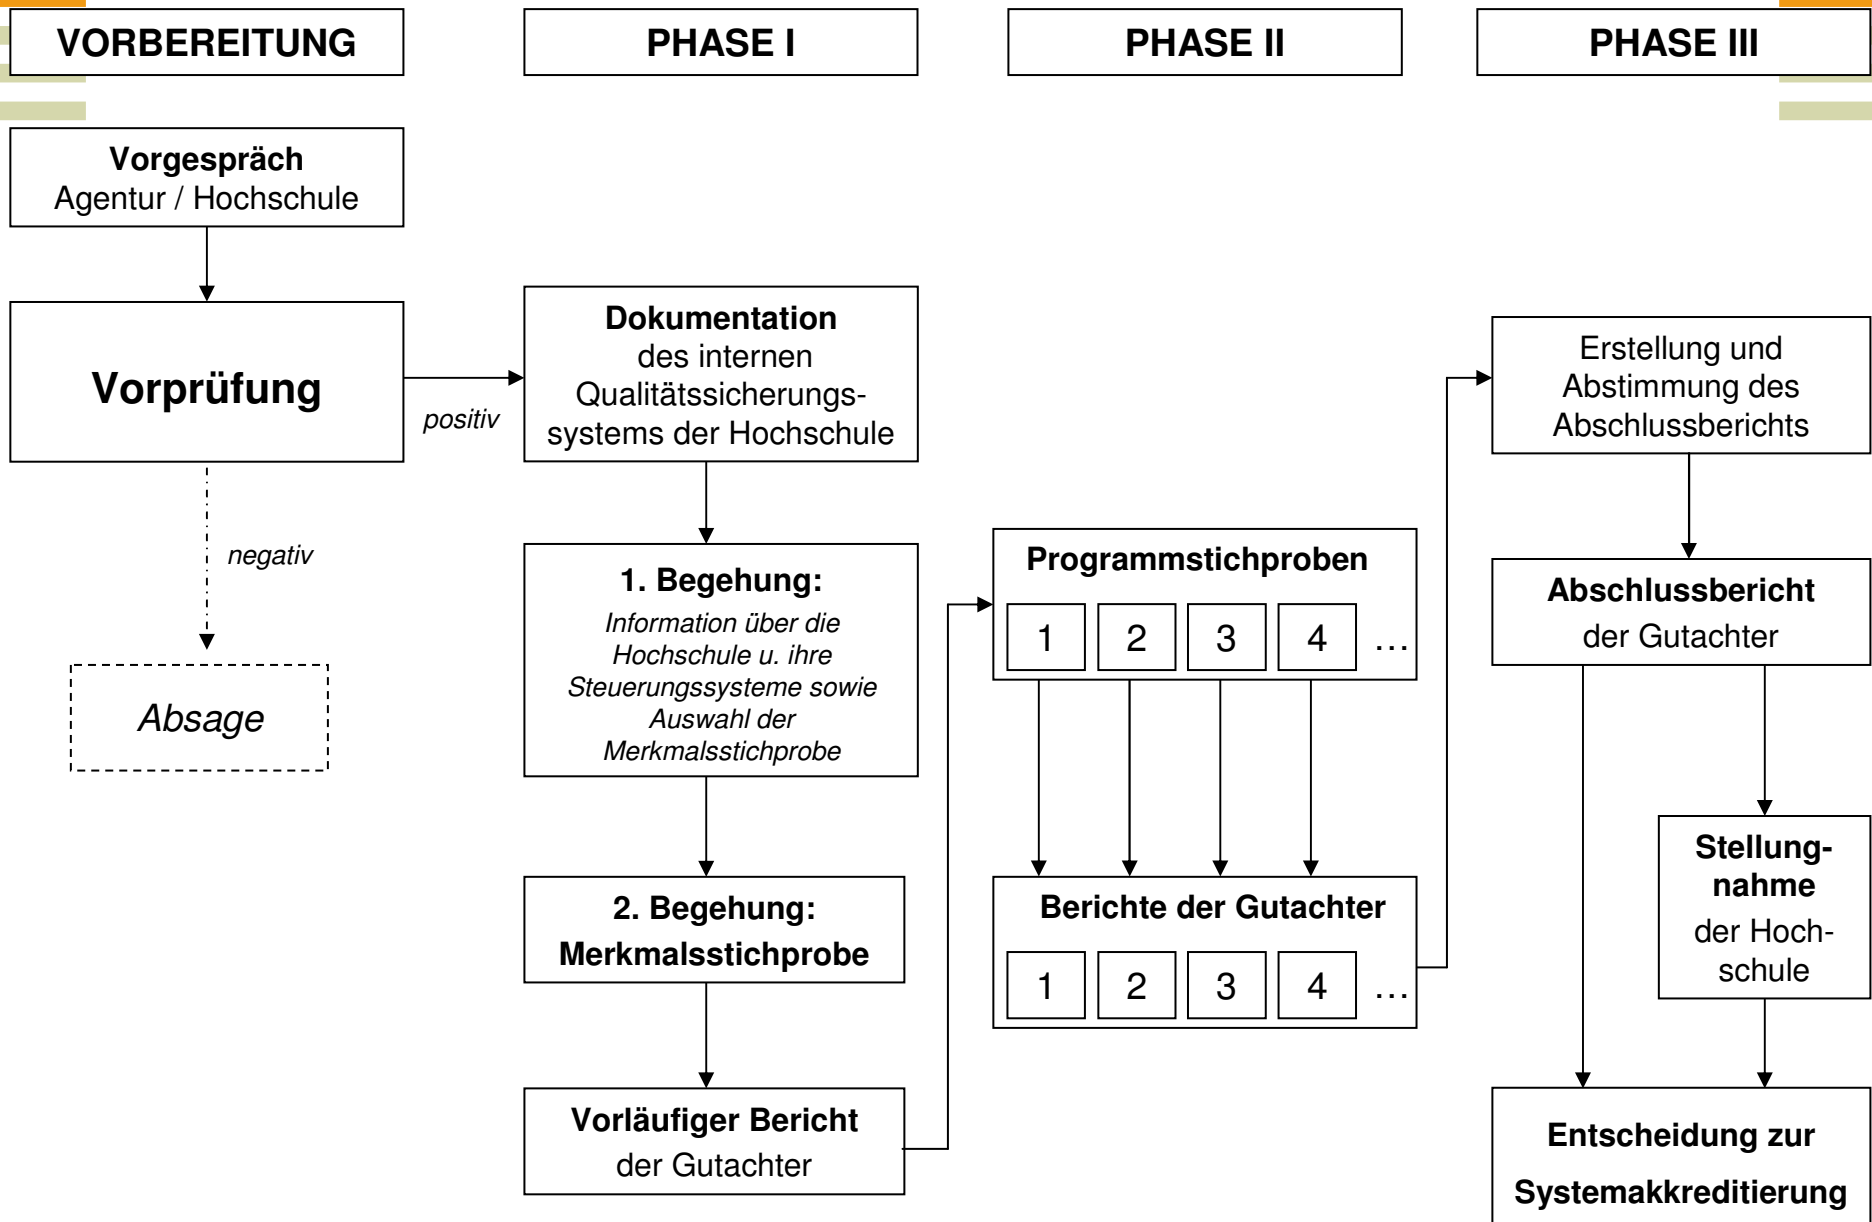 VORBEREITUNG
PHASE I
PHASE II
PHASE III
Vorgespräch
Agentur / Hochschule
Vorprüfung
positiv
negativ
Absage
Dokumentation
des internen
Qualitätssicherungs-
systems der Hochschule
1. Begehung:
Information über die
Hochschule u. ihre
Steuerungssysteme sowie
Auswahl der
Merkmalsstichprobe
2. Begehung:
Merkmalsstichprobe
Vorläufiger Bericht
der Gutachter
Programmstichproben
1 2 3 4 …
Berichte der Gutachter
1 2 3 4 …
Erstellung und
Abstimmung des
Abschlussberichts
Abschlussbericht
der Gutachter
Stellung-
nahme
der Hoch-
schule
Entscheidung zur
Systemakkreditierung